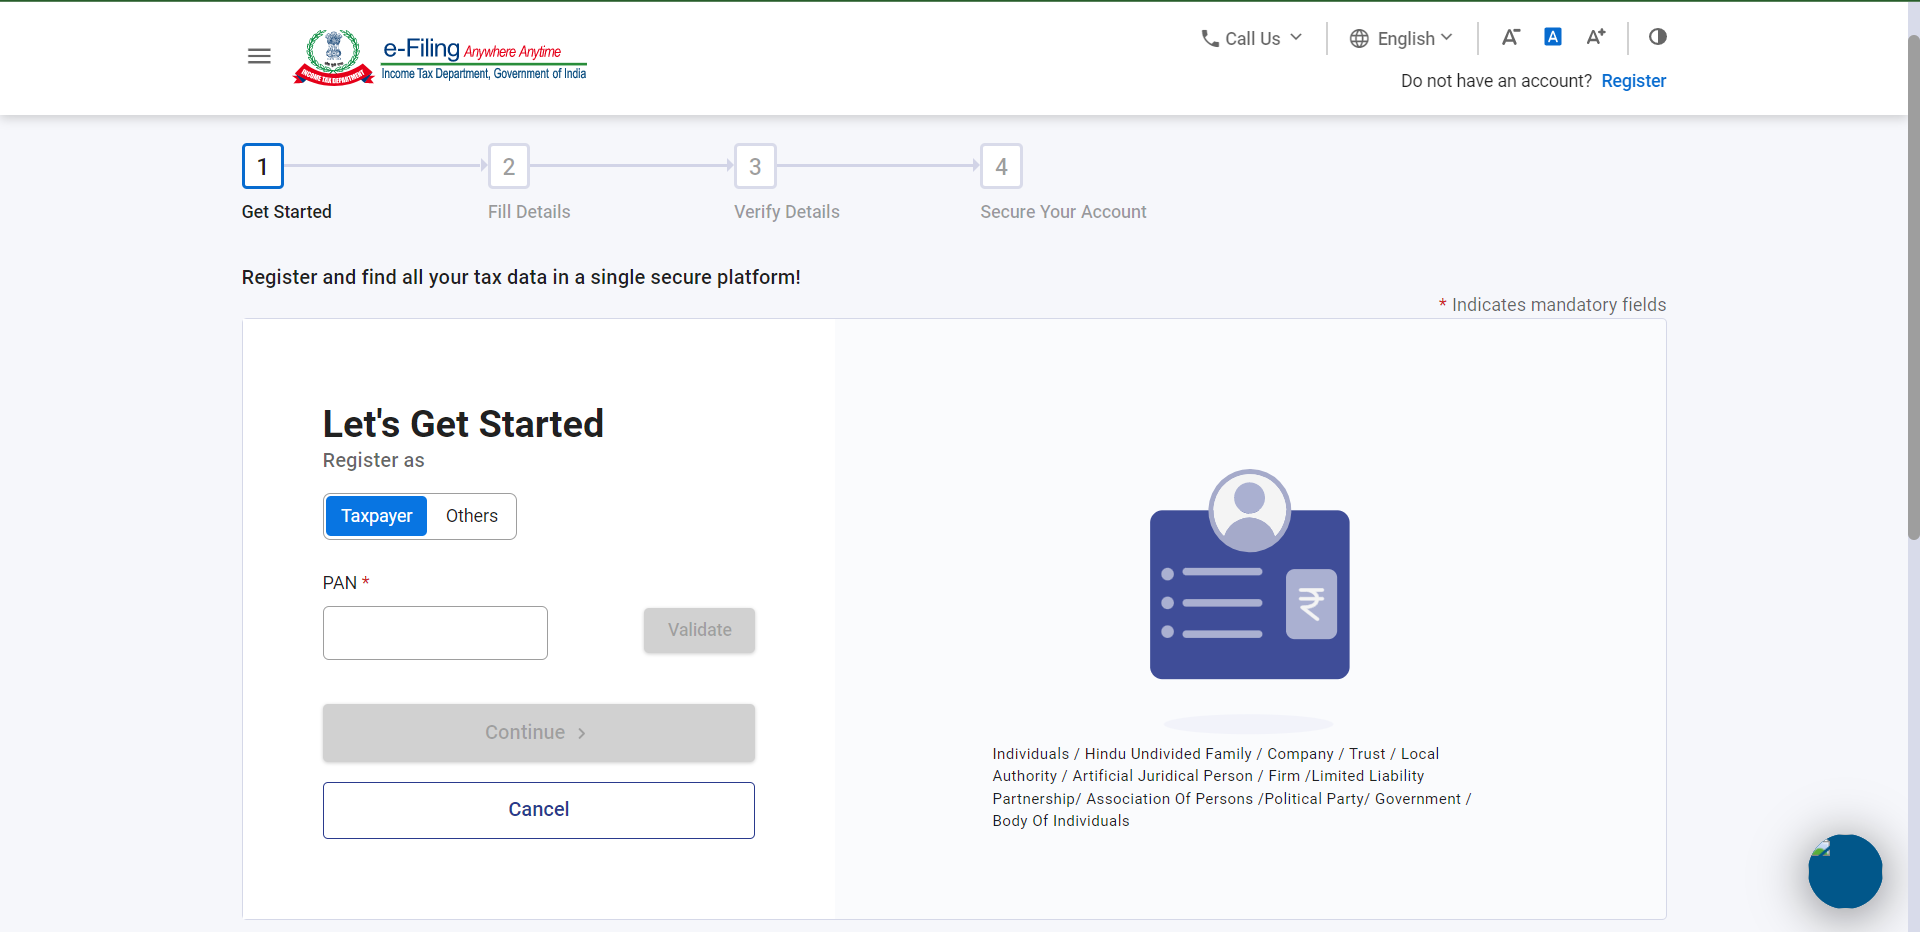 e-Filing Anywhere Anytime
Income Tax Department, Government of India
INCOME TAX DEPARTMENT
Call Us
English
A-
A
A+
Do not have an account? Register
1
2
3
4
Get Started
Fill Details
Verify Details
Secure Your Account
Register and find all your tax data in a single secure platform!
* Indicates mandatory fields
Let's Get Started
Register as
Taxpayer
Others
PAN *
Validate
Continue >
Cancel
₹
Individuals / Hindu Undivided Family / Company / Trust / Local
Authority / Artificial Juridical Person / Firm /Limited Liability
Partnership/ Association Of Persons /Political Party/ Government /
Body Of Individuals